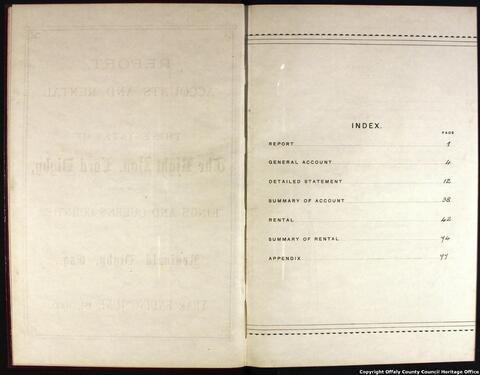 INDEX.
PAGE
REPORT 1
GENERAL ACCOUNT 4
DETAILED STATEMENT 12
SUMMARY OF ACCOUNT 38
RENTAL 42
SUMMARY OF RENTAL 74
APPENDIX 77
Copyright Offaly County Council Heritage Office